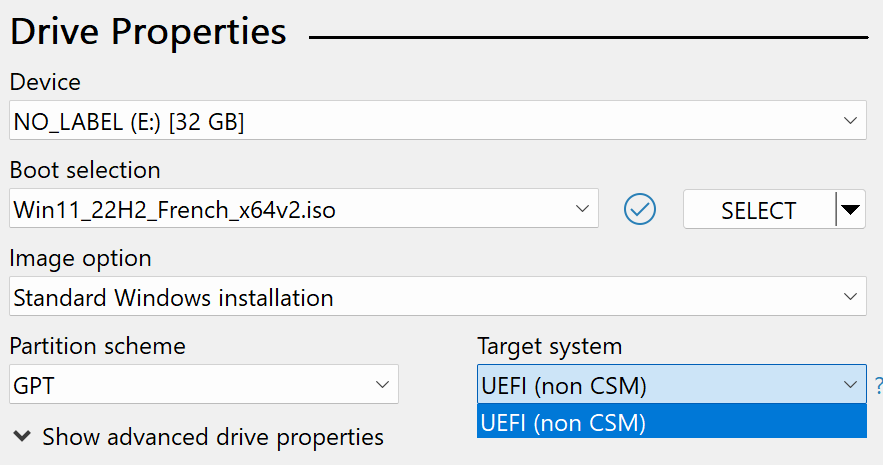 Drive Properties
Device
NO_LABEL (E:) [32 GB]
Boot selection
Win11_22H2_French_x64v2.iso
SELECT
Image option
Standard Windows installation
Partition scheme
Target system
GPT
UEFI (non CSM)
?
UEFI (non CSM)
Show advanced drive properties